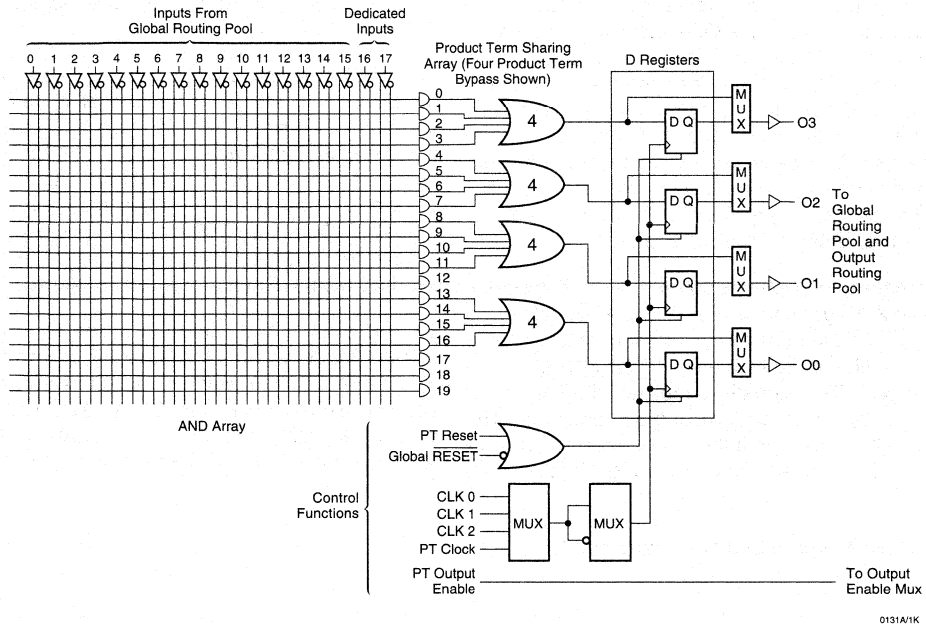 Inputs From
Global Routing Pool
Dedicated
Inputs
0 1 2 3 4 5 6 7 8 9 10 11 12 13 14 15 16 17
Product Term Sharing
Array (Four Product Term
Bypass Shown)
D Registers
0
1
2
3
4
5
6
7
8
9
10
11
12
13
14
15
16
17
18
19
4
4
4
4
D Q
D Q
D Q
D Q
MUX
MUX
MUX
MUX
O3
O2
O1
O0
To
Global
Routing
Pool and
Output
Routing
Pool
AND Array
Control
Functions
PT Reset
Global RESET
CLK 0
CLK 1
CLK 2
PT Clock
MUX
MUX
PT Output
Enable
To Output
Enable Mux
0131A/1K